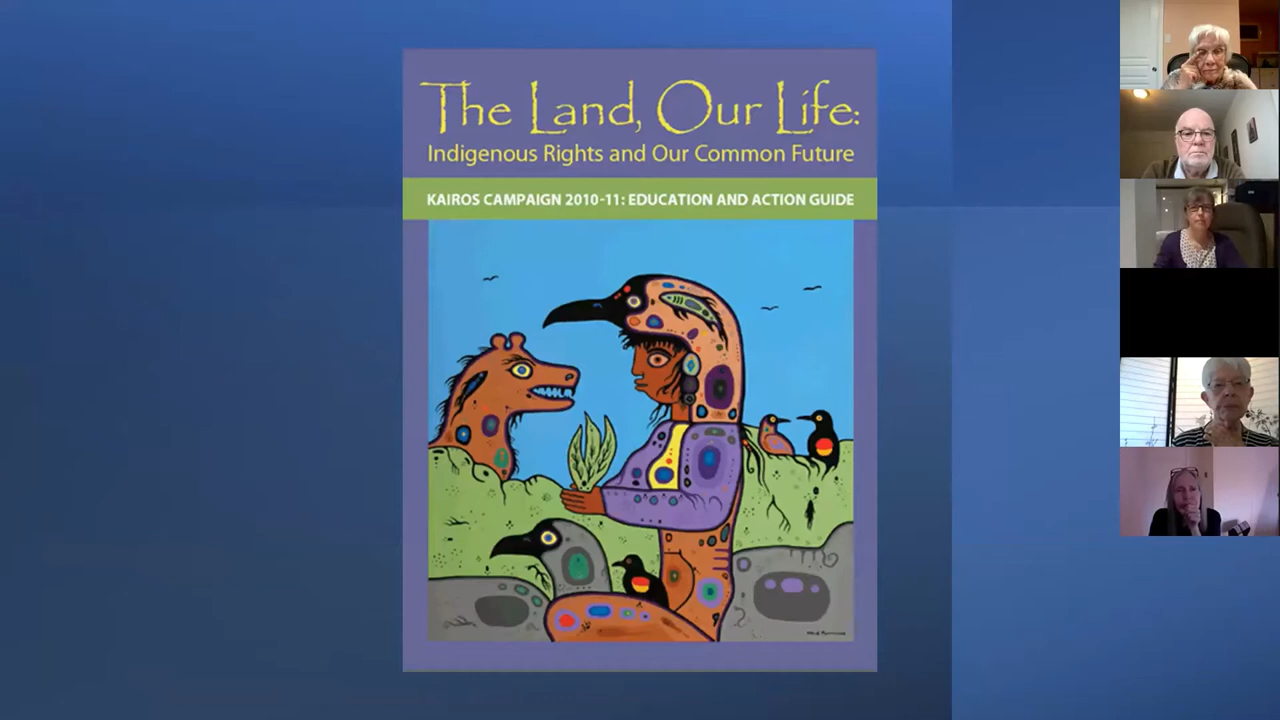 The Land, Our Life:
Indigenous Rights and Our Common Future
KAIROS CAMPAIGN 2010-11: EDUCATION AND ACTION GUIDE